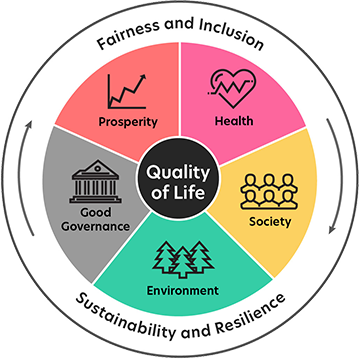 Fairness and Inclusion
Prosperity
Health
Quality
of Life
Good
Governance
Society
Environment
Sustainability and Resilience